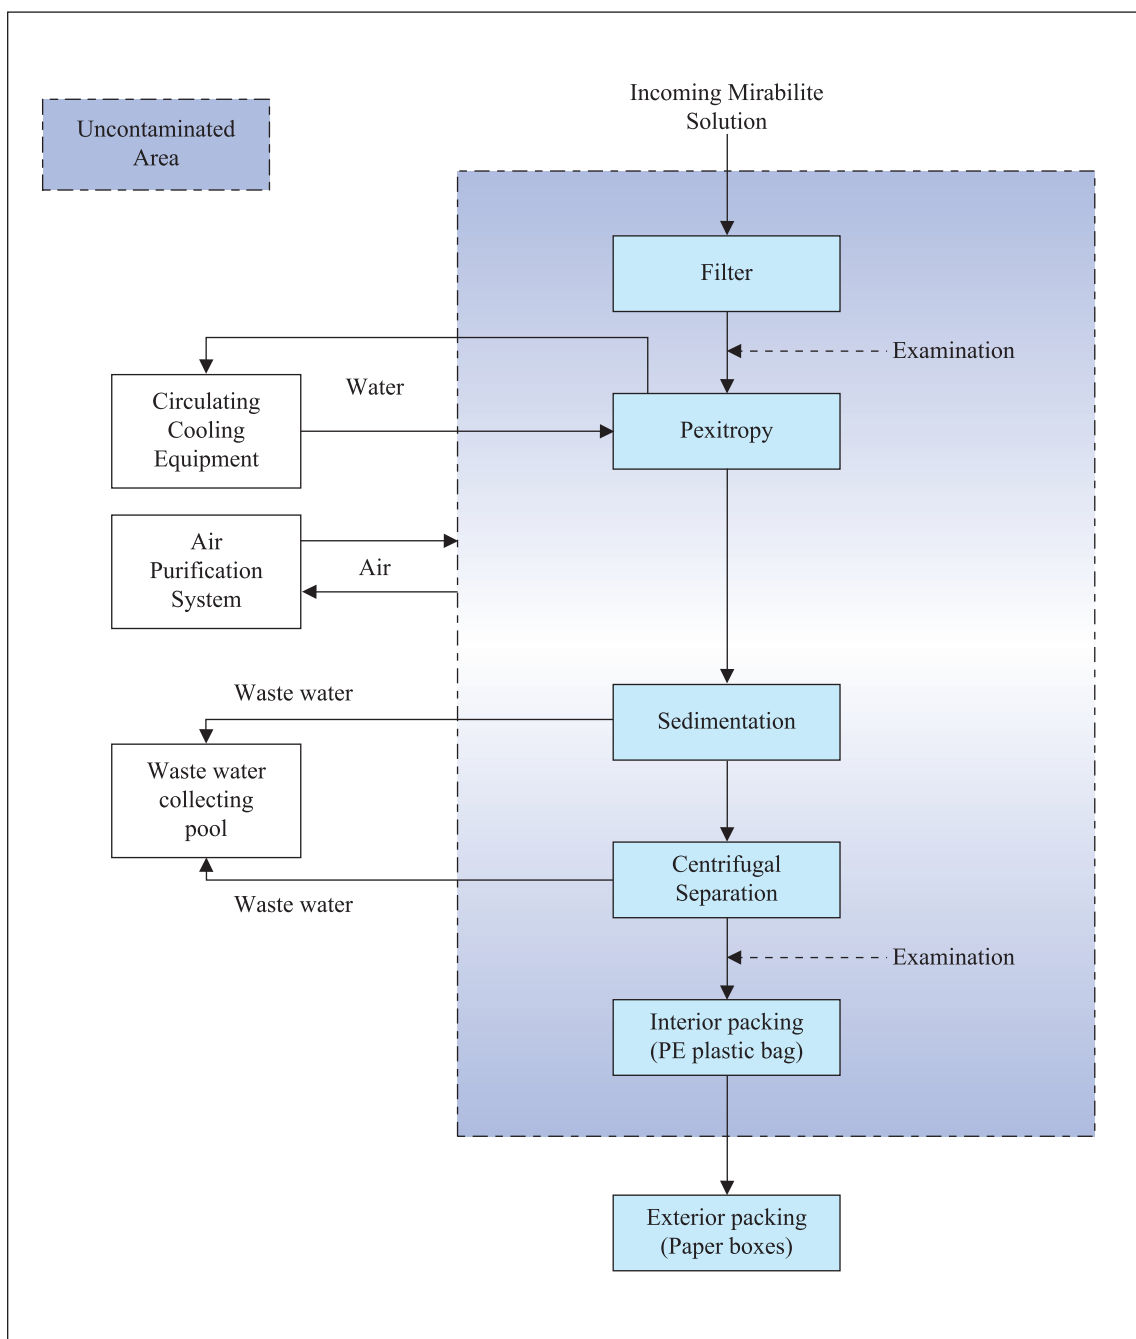 Uncontaminated
Area
Incoming Mirabilite
Solution
Filter
Examination
Water
Circulating
Cooling
Equipment
Pexitropy
Air
Purification
System
Air
Waste water
Sedimentation
Waste water
collecting
pool
Centrifugal
Separation
Waste water
Examination
Interior packing
(PE plastic bag)
Exterior packing
(Paper boxes)